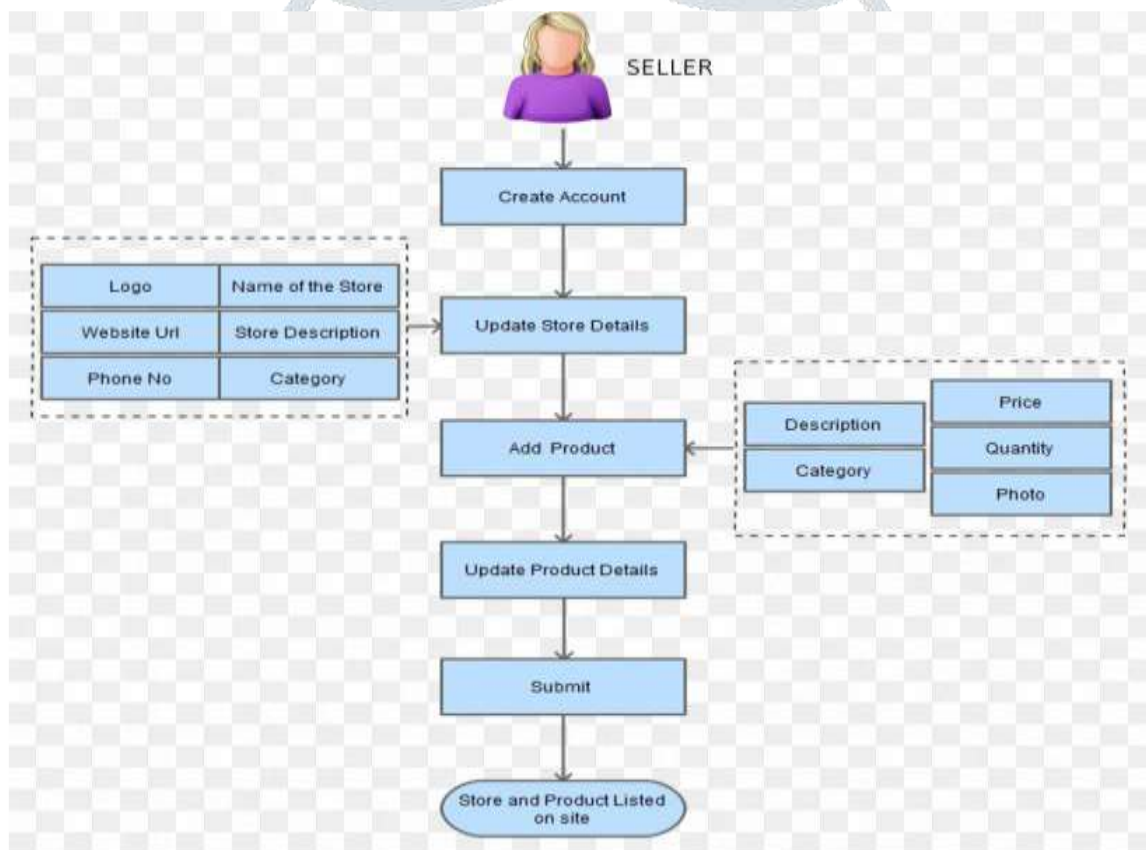 SELLER
Create Account
Logo
Name of the Store
Website Url
Store Description
Phone No
Category
Update Store Details
Description
Category
Price
Quantity
Photo
Add Product
Update Product Details
Submit
Store and Product Listed
on site